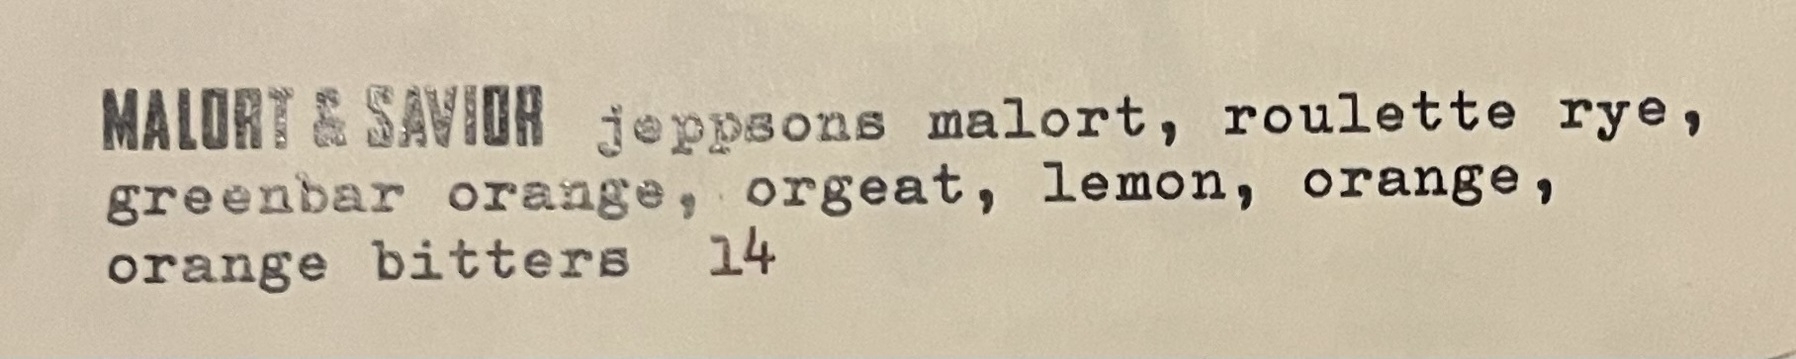 MALORT & SAVIOR jeppsons malort, roulette rye,
greenbar orange, orgeat, lemon, orange,
orange bitters 14